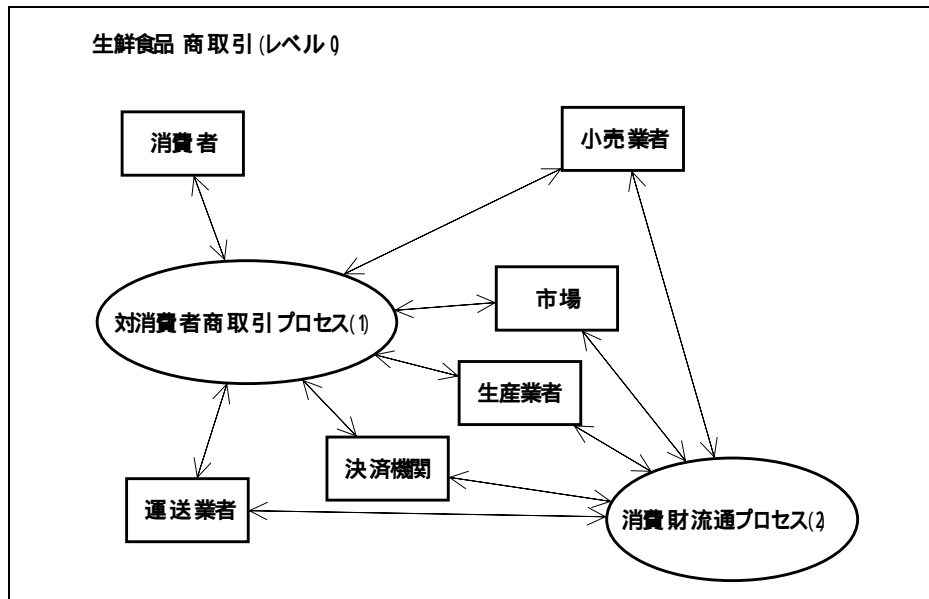 生鮮食品 商取引 (レベル0)
消費者
小売業者
市場
対消費者商取引プロセス(1)
生産業者
決済機関
運送業者
消費財流通プロセス(2)